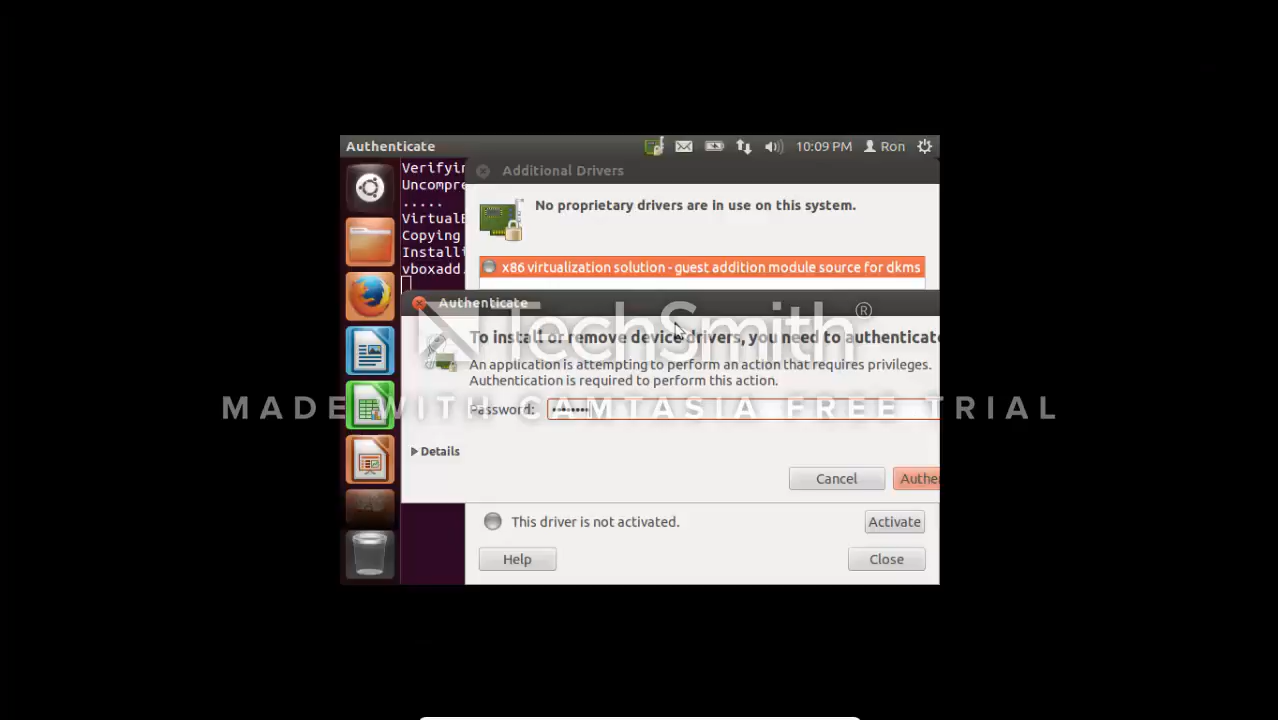 Authenticate
10:09 PM
Ron
Additional Drivers
No proprietary drivers are in use on this system.
x86 virtualization solution - guest addition module source for dkms
Verifyin
Uncompre
.....
Copying
Installi
vboxadd.
Authenticate
TechSmith®
To install or remove device drivers, you need to authenticate
An application is attempting to perform an action that requires privileges.
Authentication is required to perform this action.
Password: ••••••••
MADE WITH CAMTASIA FREE TRIAL
Details
Cancel
Authe
This driver is not activated.
Activate
Help
Close